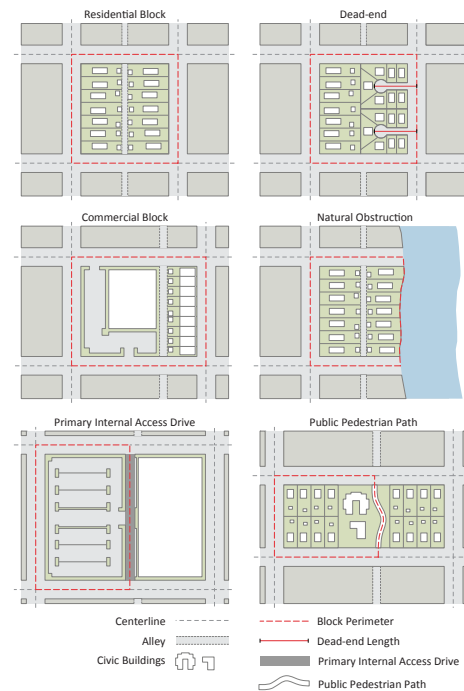 Residential Block
Dead-end
Commercial Block
Natural Obstruction
Primary Internal Access Drive
Public Pedestrian Path
Centerline
Block Perimeter
Alley
Dead-end Length
Civic Buildings
Primary Internal Access Drive
Public Pedestrian Path